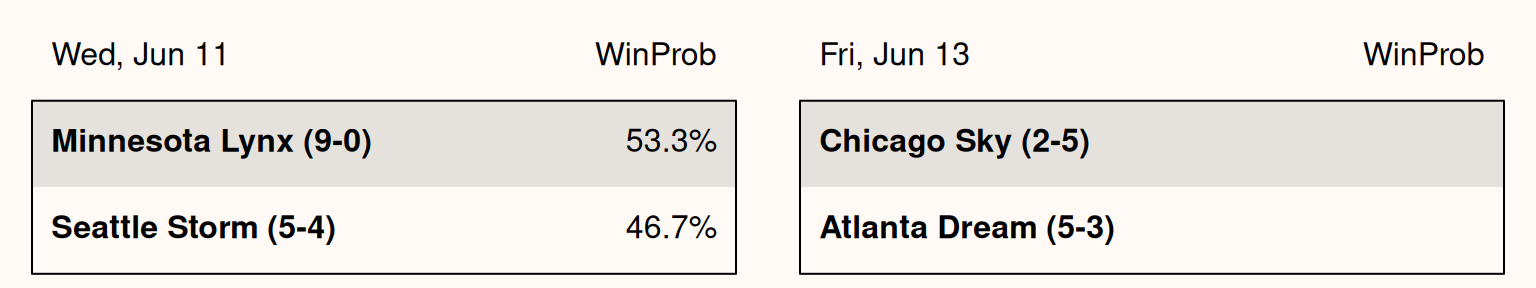 Wed, Jun 11 WinProb
Minnesota Lynx (9-0) 53.3%
Seattle Storm (5-4) 46.7%
Fri, Jun 13 WinProb
Chicago Sky (2-5)
Atlanta Dream (5-3)